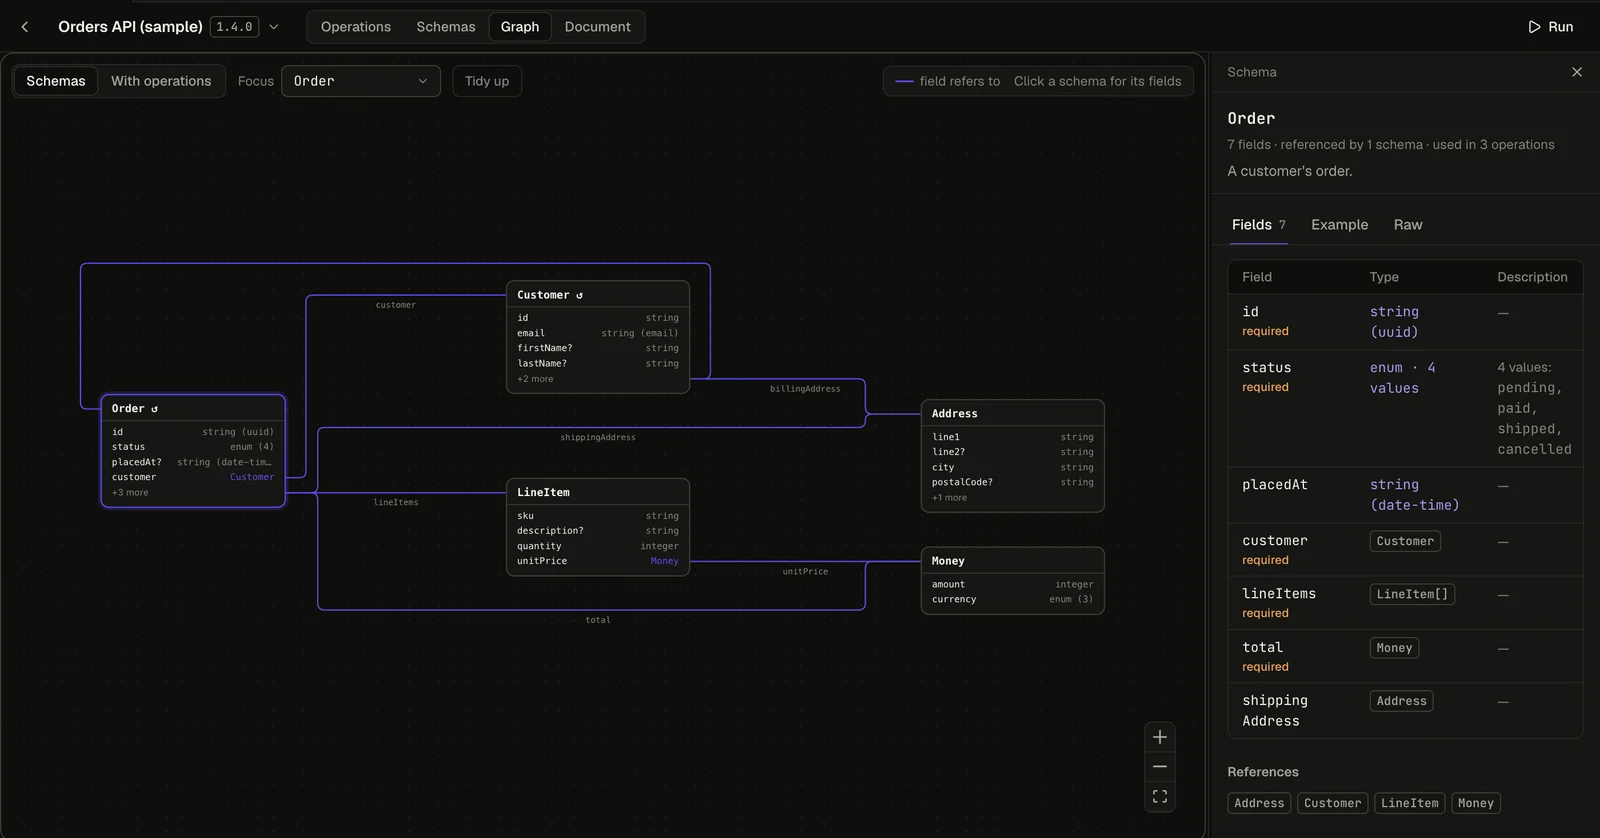 Orders API (sample) 1.4.0
Operations Schemas Graph Document
Run
Schemas With operations Focus Order Tidy up
field refers to Click a schema for its fields
customer
billingAddress
shippingAddress
lineItems
unitPrice
total
Order ↺
id string (uuid)
status enum (4)
placedAt? string (date-tim…
customer Customer
+3 more
Customer ↺
id string
email string (email)
firstName? string
lastName? string
+2 more
LineItem
sku string
description? string
quantity integer
unitPrice Money
Address
line1 string
line2? string
city string
postalCode? string
+1 more
Money
amount integer
currency enum (3)
Schema
Order
7 fields · referenced by 1 schema · used in 3 operations
A customer's order.
Fields 7 Example Raw
Field Type Description
id string —
required (uuid)
status enum · 4 4 values:
required values pending,
paid,
shipped,
cancelled
placedAt string —
(date-time)
customer Customer —
required
lineItems LineItem[] —
required
total Money —
required
shipping Address —
Address
References
Address Customer LineItem Money